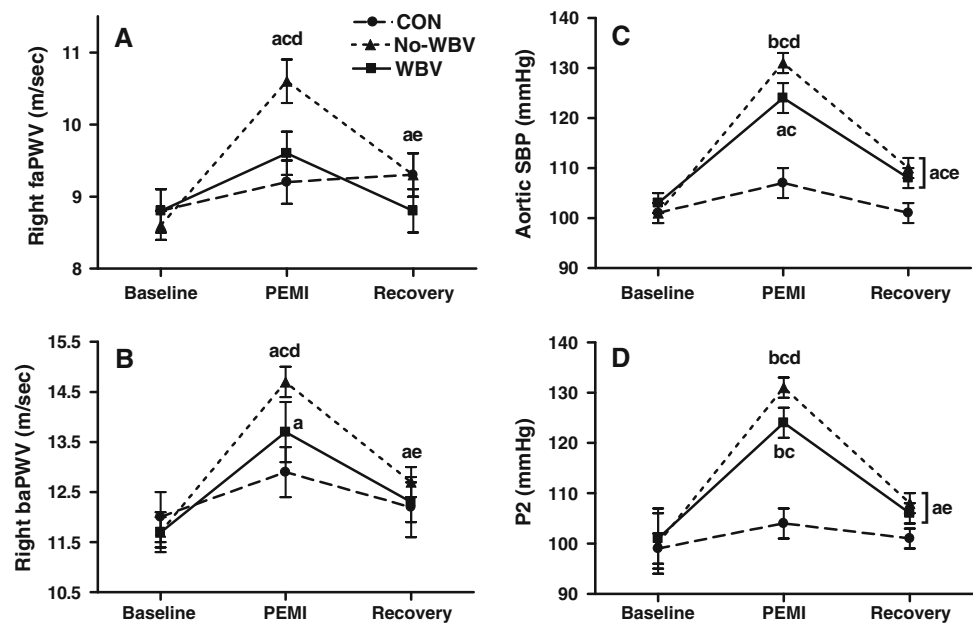 A
CON
No-WBV
WBV
Right faPWV (m/sec)
11
10
9
8
acd
ae
Baseline PEMI Recovery
C
Aortic SBP (mmHg)
140
130
120
110
100
90
bcd
ac
ace
Baseline PEMI Recovery
B
Right baPWV (m/sec)
15.5
14.5
13.5
12.5
11.5
10.5
acd
a
ae
Baseline PEMI Recovery
D
P2 (mmHg)
140
130
120
110
100
90
bcd
bc
ae
Baseline PEMI Recovery